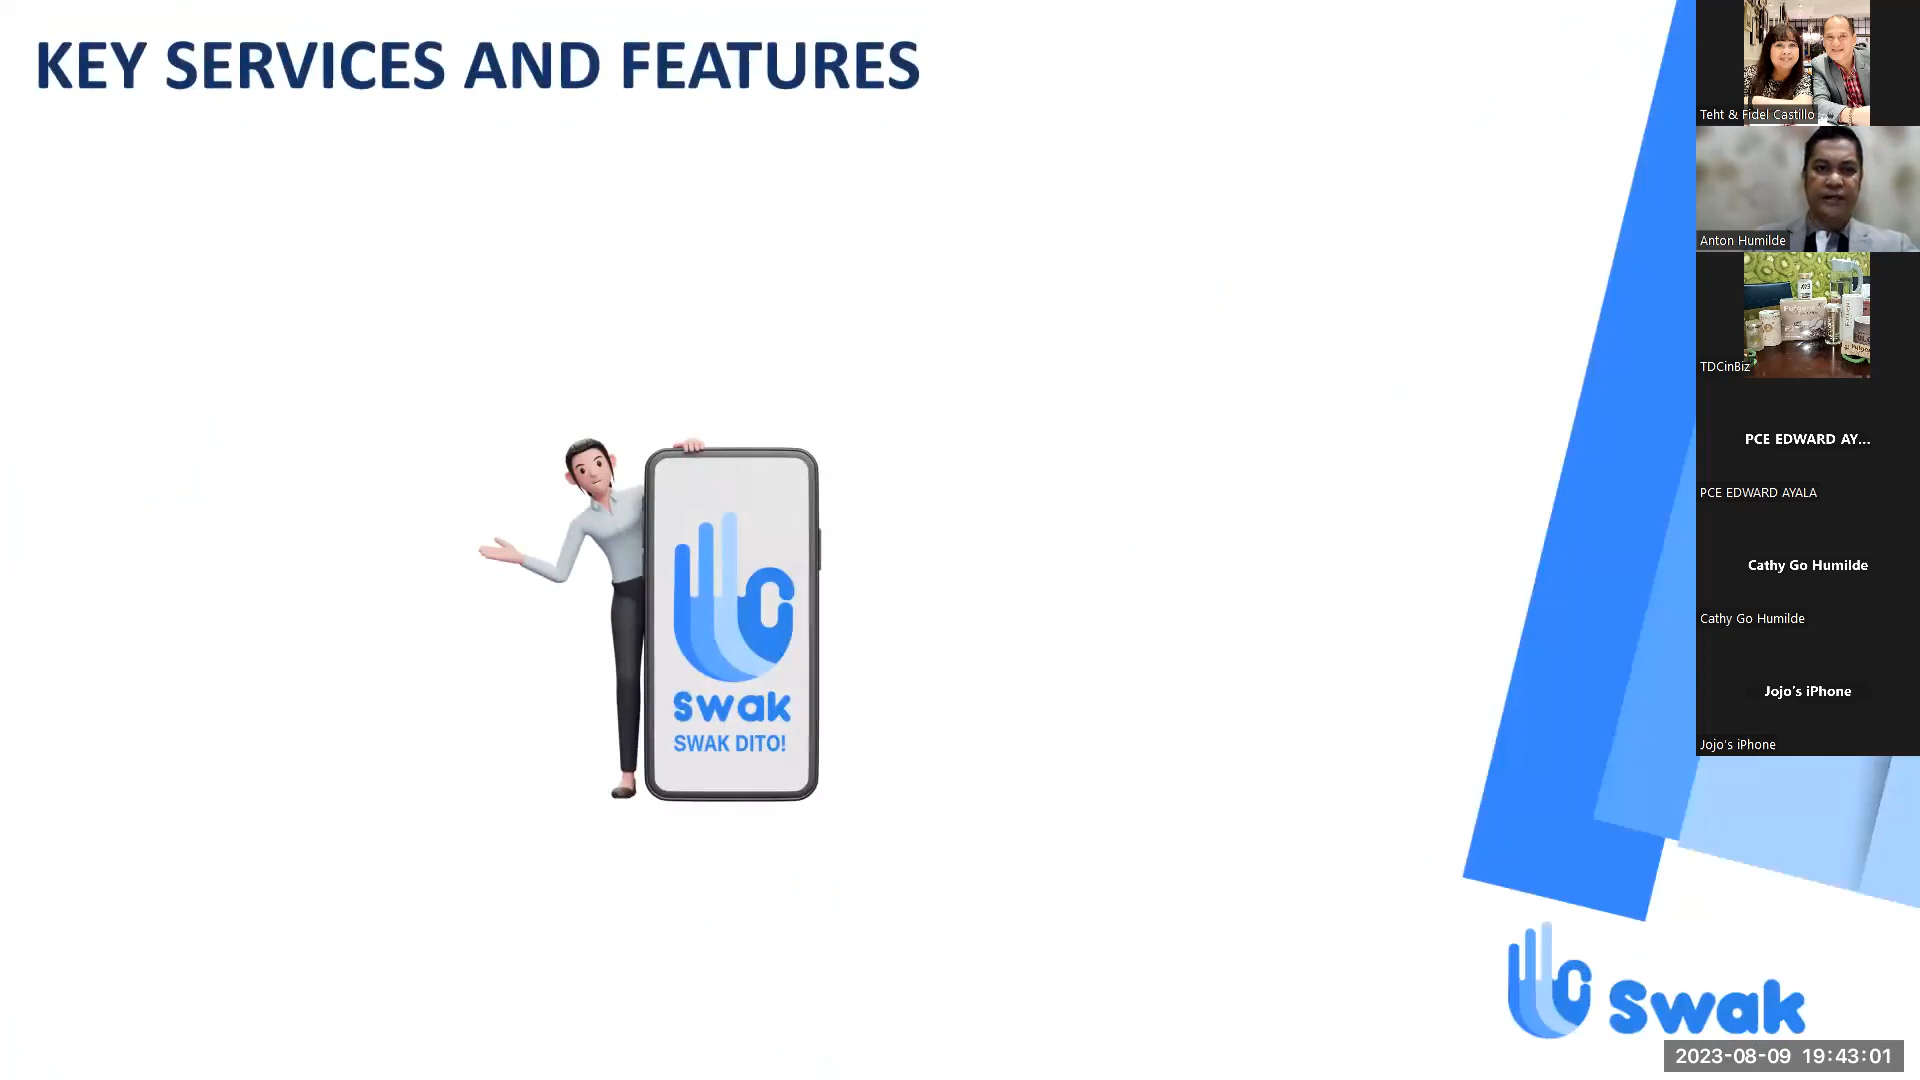 KEY SERVICES AND FEATURES
Swak
SWAK DITO!
Swak
Teht & Fidel Castillo
Anton Humilde
TDCinBiz
PCE EDWARD AY...
PCE EDWARD AYALA
Cathy Go Humilde
Cathy Go Humilde
Jojo's iPhone
Jojo's iPhone
2023-08-09 19:43:01